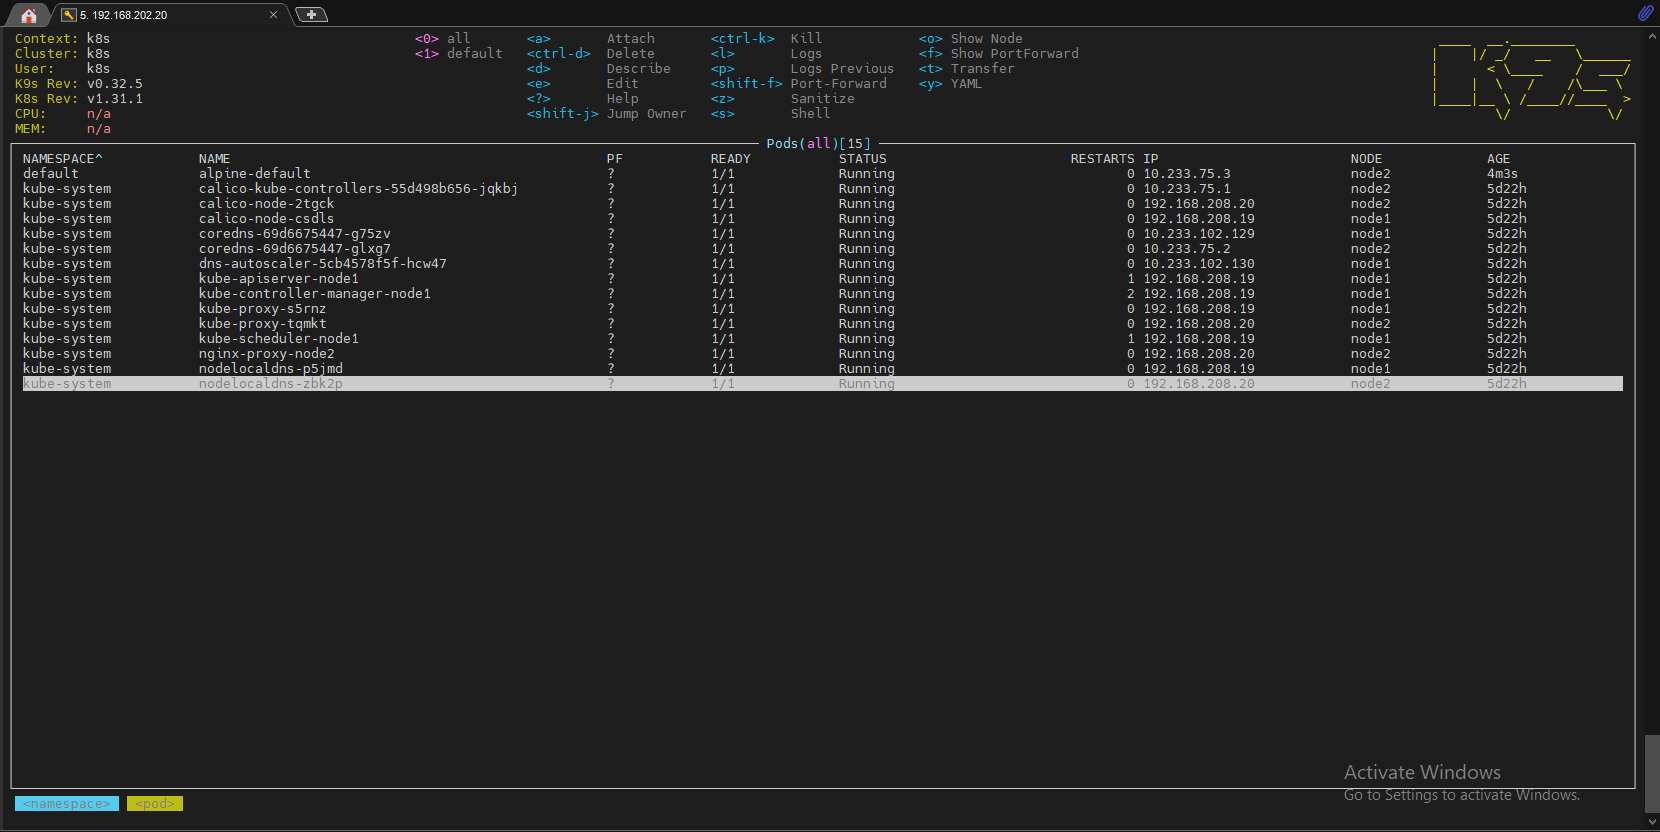 5. 192.168.202.20
Context: k8s <0> all <a> Attach <ctrl-k> Kill <o> Show Node
Cluster: k8s <1> default <ctrl-d> Delete <l> Logs <f> Show PortForward
User: k8s <d> Describe <p> Logs Previous <t> Transfer
K9s Rev: v0.32.5 <e> Edit <shift-f> Port-Forward <y> YAML
K8s Rev: v1.31.1 <?> Help <z> Sanitize
CPU: n/a <shift-j> Jump Owner <s> Shell
MEM: n/a
Pods(all)[15]
NAMESPACE^ NAME PF READY STATUS RESTARTS IP NODE AGE
default alpine-default ? 1/1 Running 0 10.233.75.3 node2 4m3s
kube-system calico-kube-controllers-55d498b656-jqkbj ? 1/1 Running 0 10.233.75.1 node2 5d22h
kube-system calico-node-2tgck ? 1/1 Running 0 192.168.208.20 node2 5d22h
kube-system calico-node-csdls ? 1/1 Running 0 192.168.208.19 node1 5d22h
kube-system coredns-69d6675447-g75zv ? 1/1 Running 0 10.233.102.129 node1 5d22h
kube-system coredns-69d6675447-glxg7 ? 1/1 Running 0 10.233.75.2 node2 5d22h
kube-system dns-autoscaler-5cb4578f5f-hcw47 ? 1/1 Running 0 10.233.102.130 node1 5d22h
kube-system kube-apiserver-node1 ? 1/1 Running 1 192.168.208.19 node1 5d22h
kube-system kube-controller-manager-node1 ? 1/1 Running 2 192.168.208.19 node1 5d22h
kube-system kube-proxy-s5rnz ? 1/1 Running 0 192.168.208.19 node1 5d22h
kube-system kube-proxy-tqmkt ? 1/1 Running 0 192.168.208.20 node2 5d22h
kube-system kube-scheduler-node1 ? 1/1 Running 1 192.168.208.19 node1 5d22h
kube-system nginx-proxy-node2 ? 1/1 Running 0 192.168.208.20 node2 5d22h
kube-system nodelocaldns-p5jmd ? 1/1 Running 0 192.168.208.19 node1 5d22h
kube-system nodelocaldns-zbk2p ? 1/1 Running 0 192.168.208.20 node2 5d22h
Activate Windows
Go to Settings to activate Windows.
<namespace> <pod>